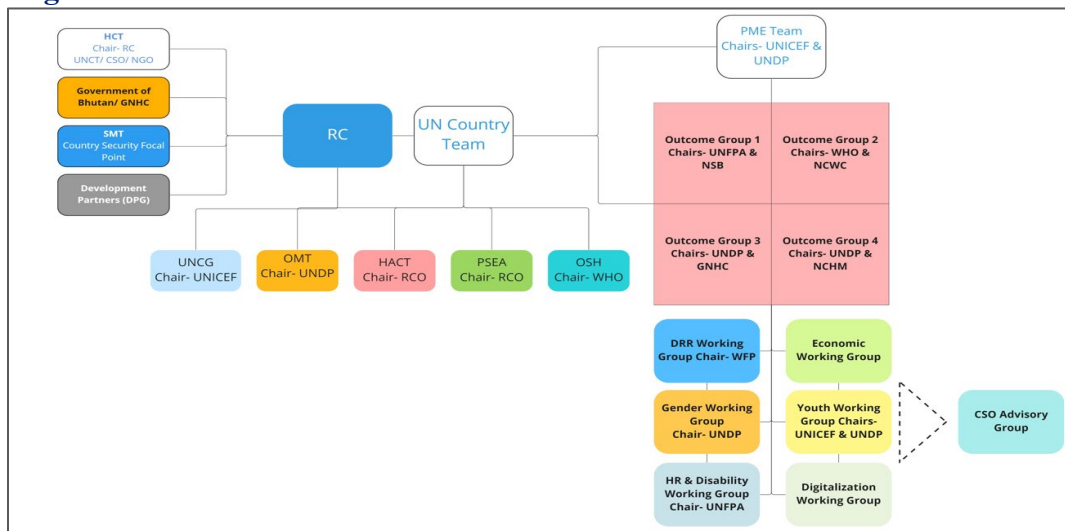 HCT
Chair- RC
UNCT/ CSO/ NGO
Government of
Bhutan/ GNHC
SMT
Country Security Focal
Point
Development
Partners (DPG)
RC
UN Country
Team
PME Team
Chairs- UNICEF &
UNDP
Outcome Group 1
Chairs- UNFPA &
NSB
Outcome Group 2
Chairs- WHO &
NCWC
Outcome Group 3
Chairs- UNDP &
GNHC
Outcome Group 4
Chairs- UNDP &
NCHM
UNCG
Chair- UNICEF
OMT
Chair- UNDP
HACT
Chair- RCO
PSEA
Chair- RCO
OSH
Chair- WHO
DRR Working
Group Chair- WFP
Economic
Working Group
Gender Working
Group
Chair- UNDP
Youth Working
Group Chairs-
UNICEF & UNDP
CSO Advisory
Group
HR & Disability
Working Group
Chair- UNFPA
Digitalization
Working Group